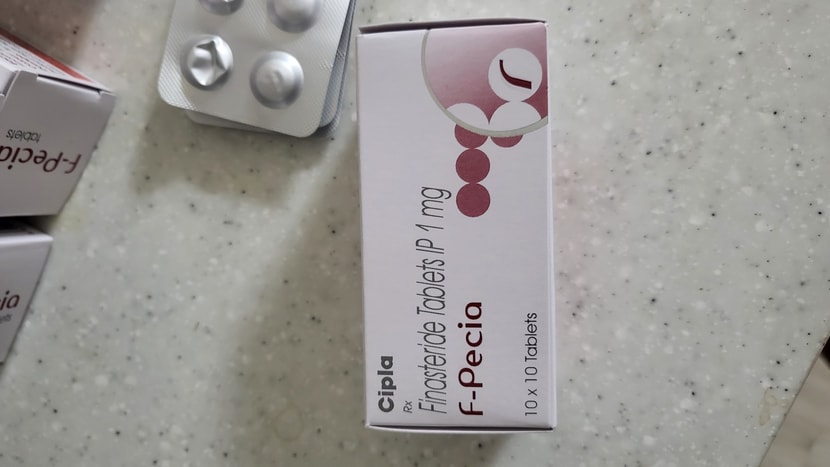 Cipla
Rx
Finasteride Tablets IP 1 mg
F-Pecia
10 x 10 Tablets
F-Pecia
tablets